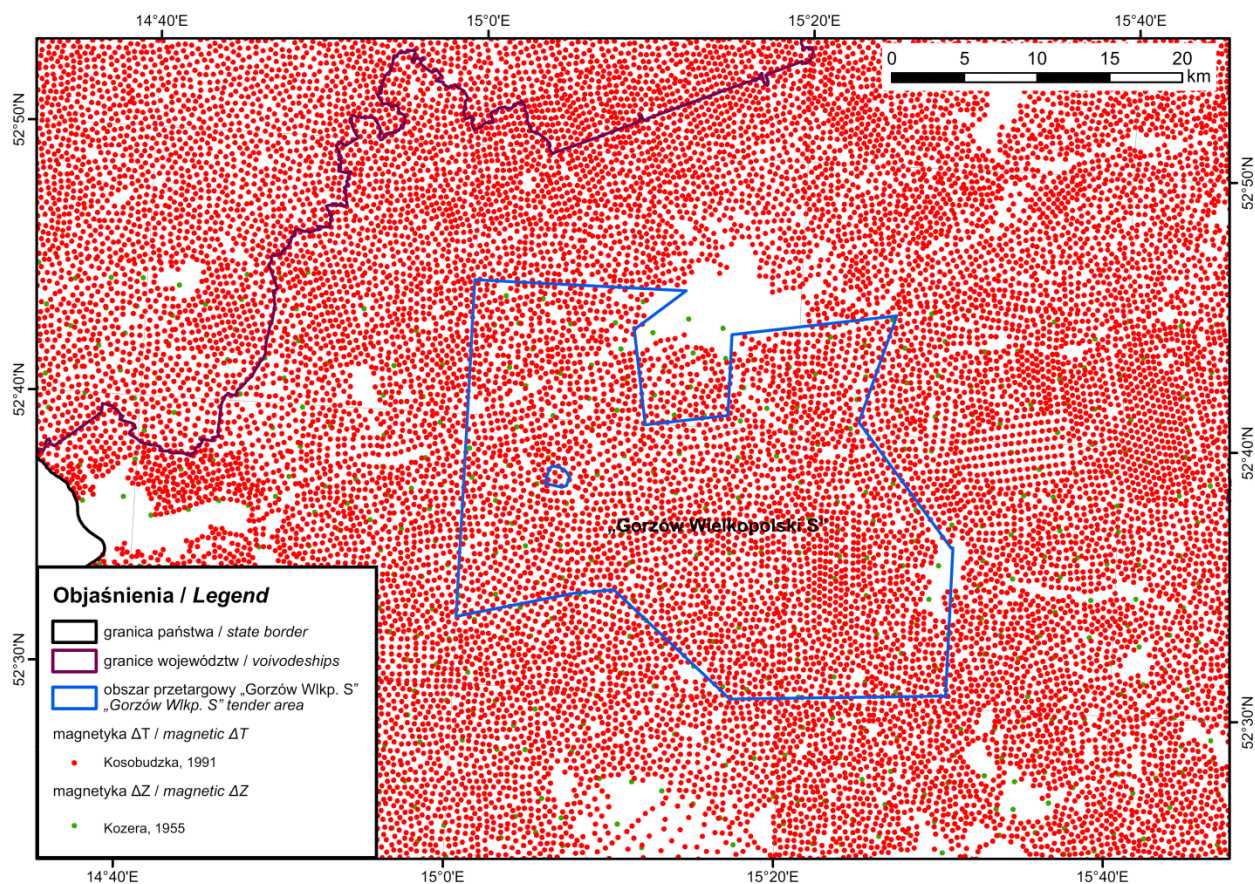 14°40'E 15°0'E 15°20'E 15°40'E
0 5 10 15 20
km
52°50'N
52°50'N
52°40'N
52°40'N
„Gorzów Wielkopolski S”
52°30'N
52°30'N
Objaśnienia / Legend
granica państwa / state border
granice województw / voivodeships
obszar przetargowy „Gorzów Wlkp. S”
„Gorzów Wlkp. S” tender area
magnetyka ΔT / magnetic ΔT
Kosobudzka, 1991
magnetyka ΔZ / magnetic ΔZ
Kozera, 1955
14°40'E 15°0'E 15°20'E 15°40'E